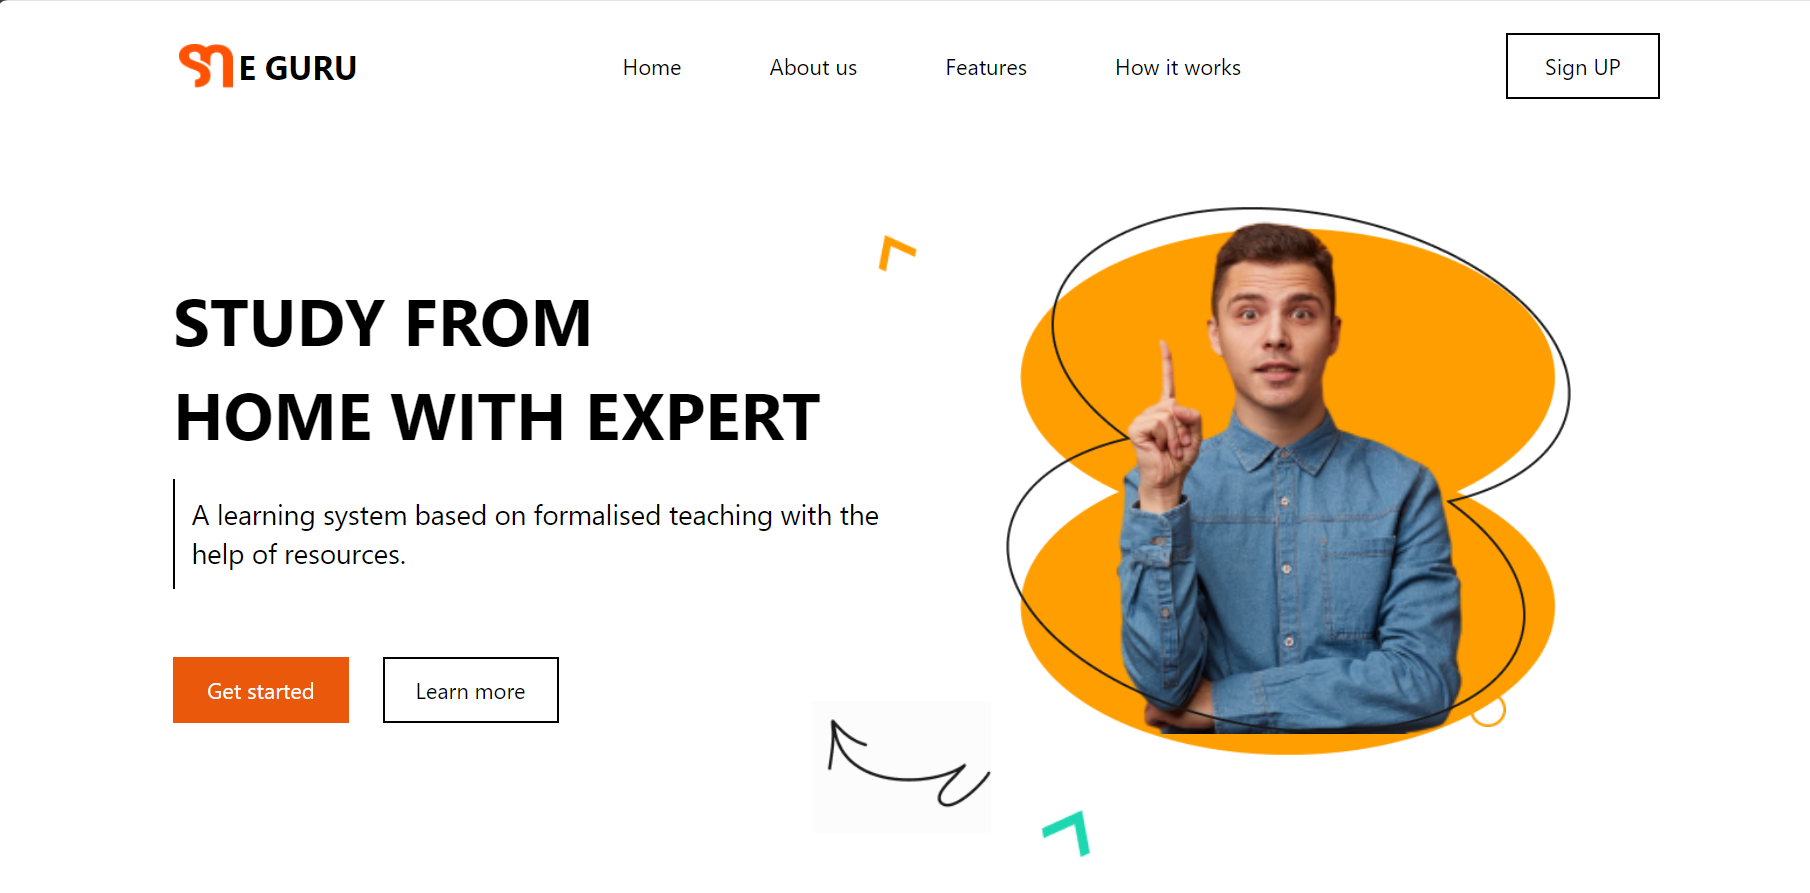 SME GURU
Home
About us
Features
How it works
Sign UP
STUDY FROM
HOME WITH EXPERT
A learning system based on formalised teaching with the
help of resources.
Get started
Learn more